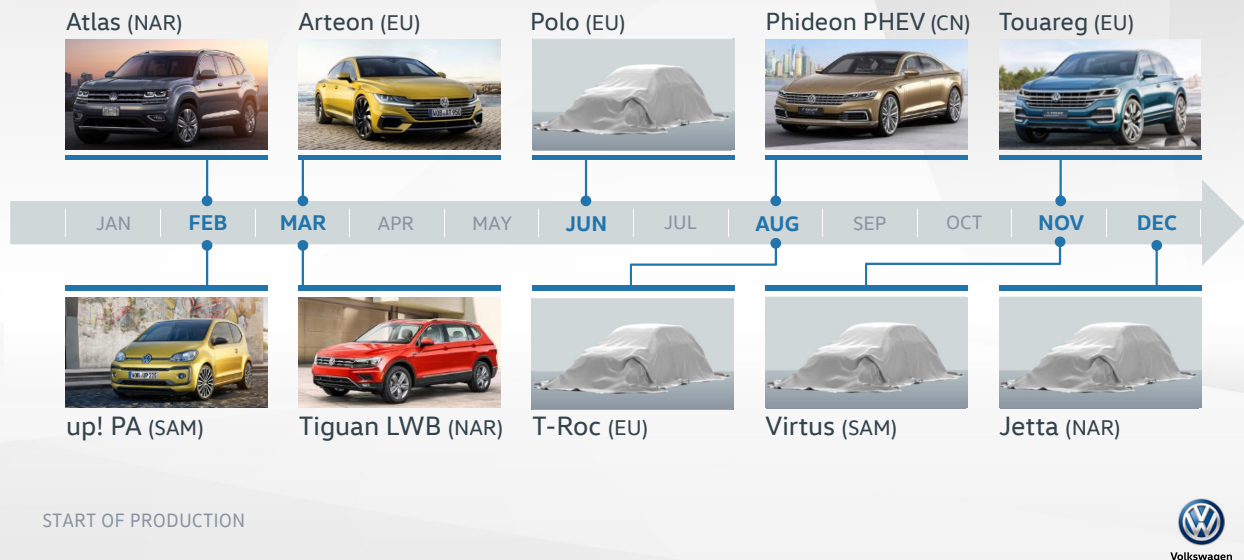 Atlas (NAR)
Arteon (EU)
Polo (EU)
Phideon PHEV (CN)
Touareg (EU)
JAN FEB MAR APR MAY JUN JUL AUG SEP OCT NOV DEC
up! PA (SAM)
Tiguan LWB (NAR)
T-Roc (EU)
Virtus (SAM)
Jetta (NAR)
START OF PRODUCTION
Volkswagen